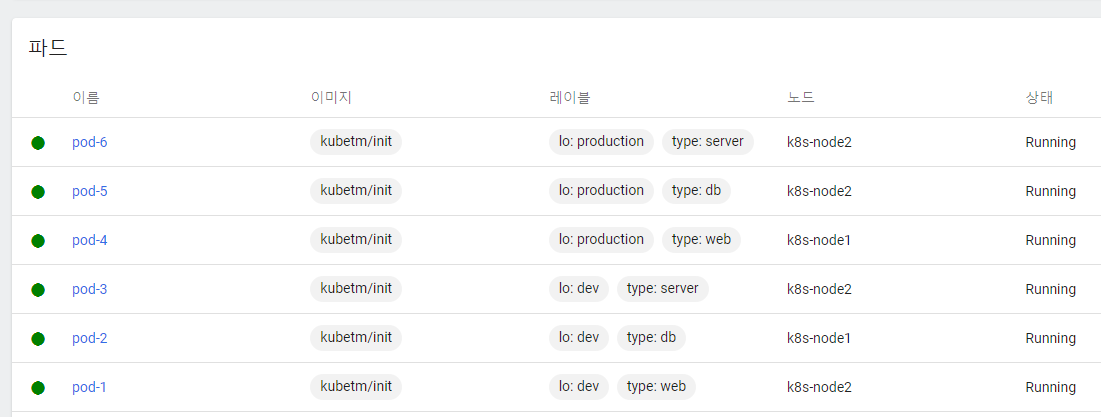 파드
이름 이미지 레이블 노드 상태
pod-6 kubetm/init lo: production type: server k8s-node2 Running
pod-5 kubetm/init lo: production type: db k8s-node2 Running
pod-4 kubetm/init lo: production type: web k8s-node1 Running
pod-3 kubetm/init lo: dev type: server k8s-node2 Running
pod-2 kubetm/init lo: dev type: db k8s-node1 Running
pod-1 kubetm/init lo: dev type: web k8s-node2 Running